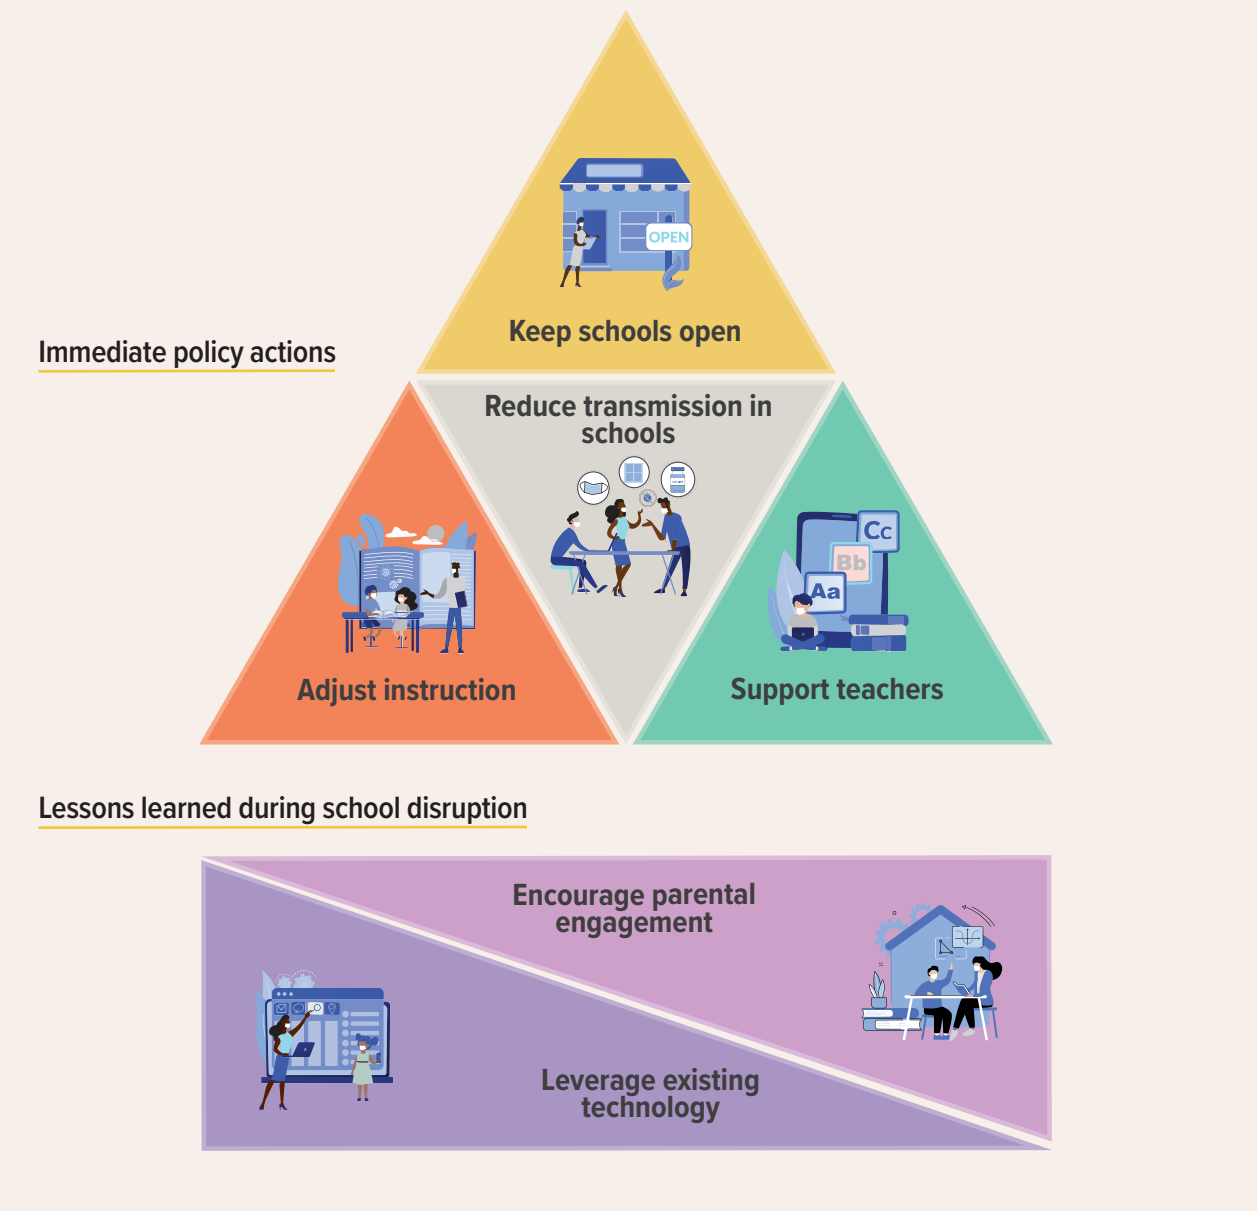 OPEN
Keep schools open
Immediate policy actions
Reduce transmission in
schools
Cc
Bb
Aa
Adjust instruction
Support teachers
Lessons learned during school disruption
Encourage parental
engagement
Leverage existing
technology